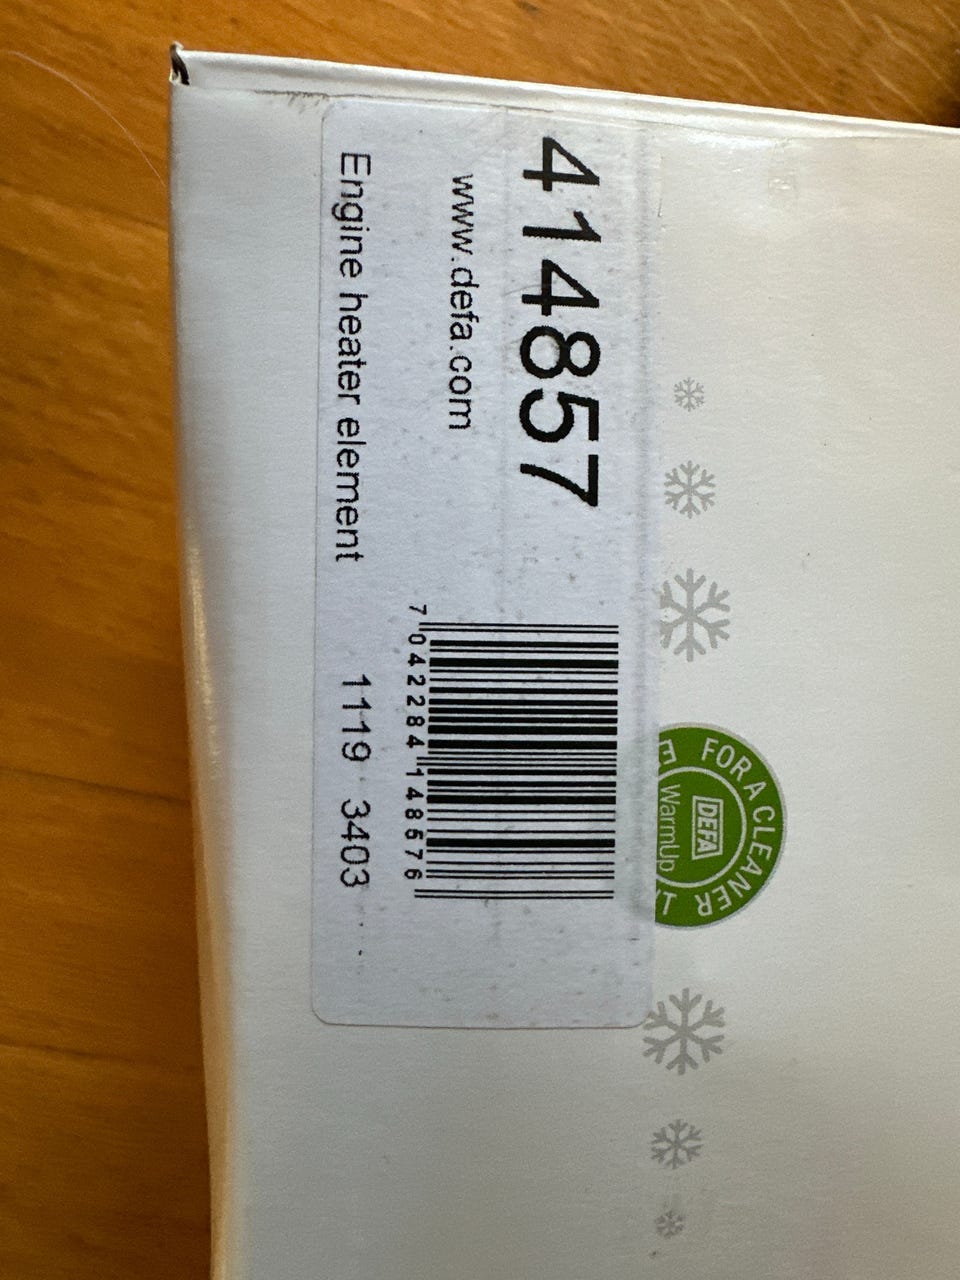 414857
www.defa.com
7 042284 148576
Engine heater element 1119 3403
FOR A CLEANER
DEFA
WarmUp